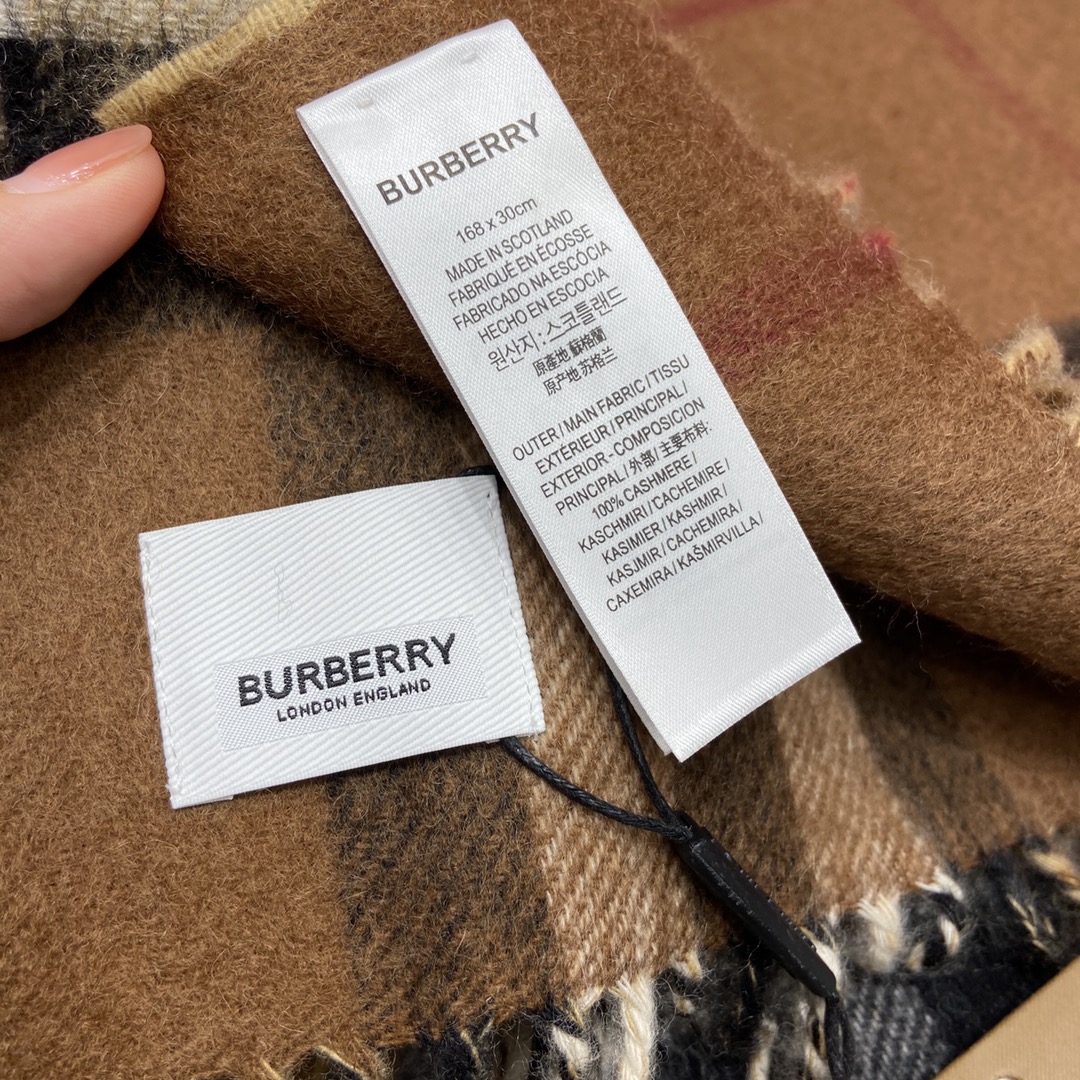 BURBERRY
168 x 30cm
MADE IN SCOTLAND
FABRIQUÉ EN ÉCOSSE
FABRICADO NA ESCÓCIA
HECHO EN ESCOCIA
원산지 : 스코틀랜드
原產地 蘇格蘭
原产地 苏格兰
OUTER / MAIN FABRIC / TISSU
EXTÉRIEUR / PRINCIPAL /
EXTERIOR - COMPOSICION
PRINCIPAL / 外部 / 主要布料:
100% CASHMERE /
KASCHMIRI / CACHEMIRE /
KASIMIER / KASHMIR /
KASJMIR / CACHEMIRA /
CAXEMIRA / KAŠMIRVILLA /
BURBERRY
LONDON ENGLAND